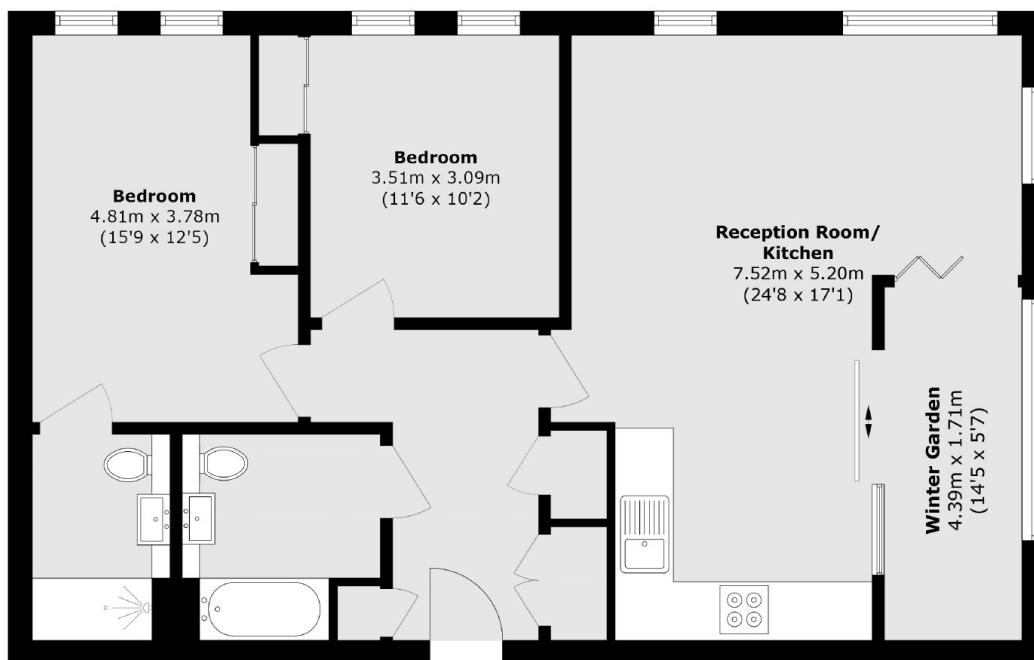 Bedroom
4.81m x 3.78m
(15'9 x 12'5)
Bedroom
3.51m x 3.09m
(11'6 x 10'2)
Reception Room/
Kitchen
7.52m x 5.20m
(24'8 x 17'1)
Winter Garden
4.39m x 1.71m
(14'5 x 5'7)